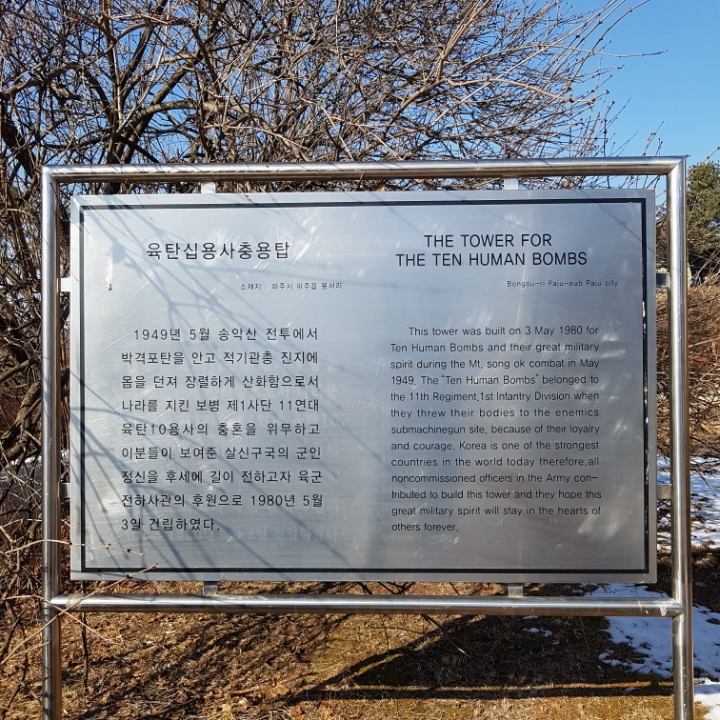 육탄십용사충용탑
소재지 : 파주시 파주읍 봉서리
1949년 5월 송악산 전투에서
박격포탄을 안고 적기관총 진지에
몸을 던져 장렬하게 산화함으로서
나라를 지킨 보병 제1사단 11연대
육탄10용사의 충혼을 위무하고
이분들이 보여준 살신구국의 군인
정신을 후세에 길이 전하고자 육군
전하사관의 후원으로 1980년 5월
3일 건립하였다.
THE TOWER FOR
THE TEN HUMAN BOMBS
Bongsu-ri Paju-eub Paju city
This tower was built on 3 May 1980 for
Ten Human Bombs and their great military
spirit during the Mt, song ok combat in May
1949. The "Ten Human Bombs" belonged to
the 11th Regiment,1st Infantry Division when
they threw their bodies to the enemics
submachinegun site, because of their loyalry
and courage. Korea is one of the strongest
countries in the world today therefore,all
noncommissioned officers in the Army con-
tributed to build this tower and they hope this
great military spirit will stay in the hearts of
others forever.